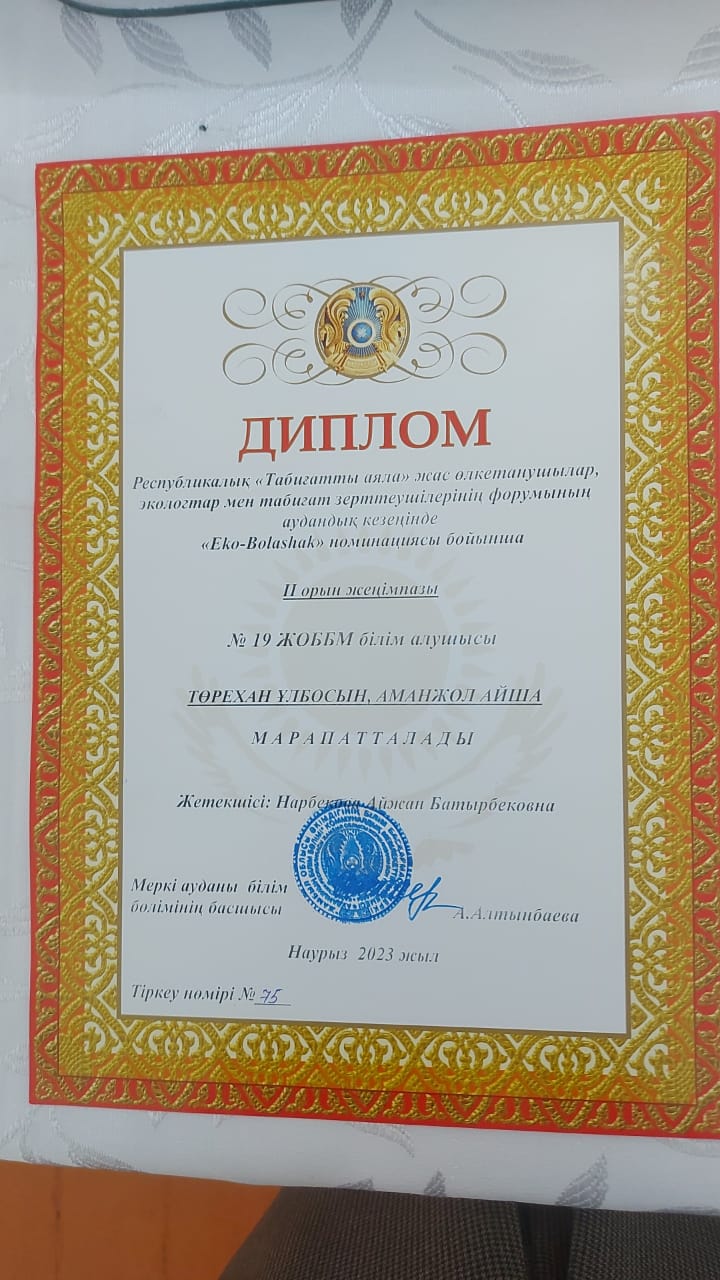 ДИПЛОМ
Республикалық «Табиғатты аяла» жас өлкетанушылар,
экологтар мен табиғат зерттеушілерінің форумының
аудандық кезеңінде
«Eko-Bolashak» номинациясы бойынша
ІІ орын жеңімпазы
№ 19 ЖОББМ білім алушысы
ТӨРЕХАН ҰЛБОСЫН, АМАНЖОЛ АЙША
М А Р А П А Т Т А Л А Д Ы
Жетекшісі: Нарбекова Айжан Батырбековна
Меркі ауданы білім
бөлімінің басшысы
А.Алтынбаева
Наурыз 2023 жыл
Тіркеу нөмірі № 75